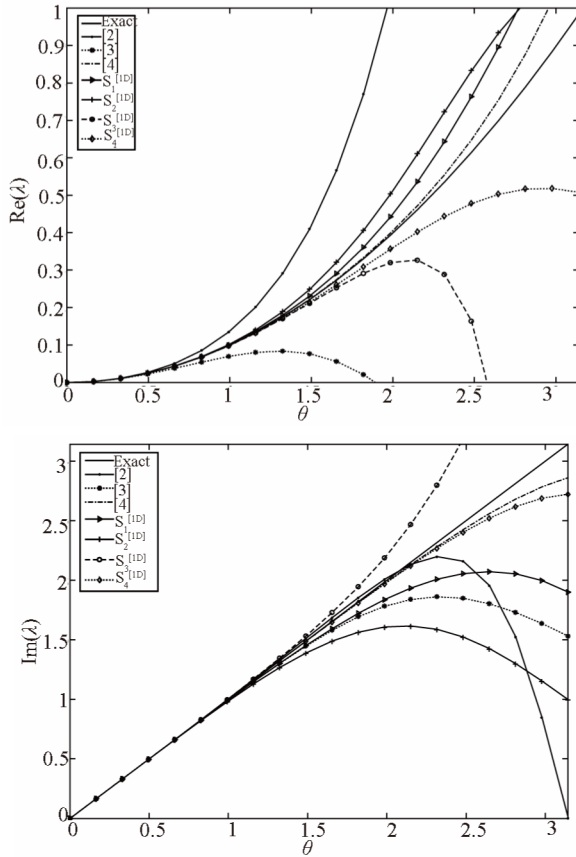 1
0.9
0.8
0.7
0.6
0.5
0.4
0.3
0.2
0.1
0
Re(λ)
Exact
[2]
[3]
[4]
S₁[1D]
S₂[1D]
S₃[1D]
S₄[1D]
0 0.5 1 1.5 2 2.5 3
θ
3
2.5
2
1.5
1
0.5
0
Im(λ)
Exact
[2]
[3]
[4]
S₁[1D]
S₂[1D]
S₃[1D]
S₄[1D]
0 0.5 1 1.5 2 2.5 3
θ